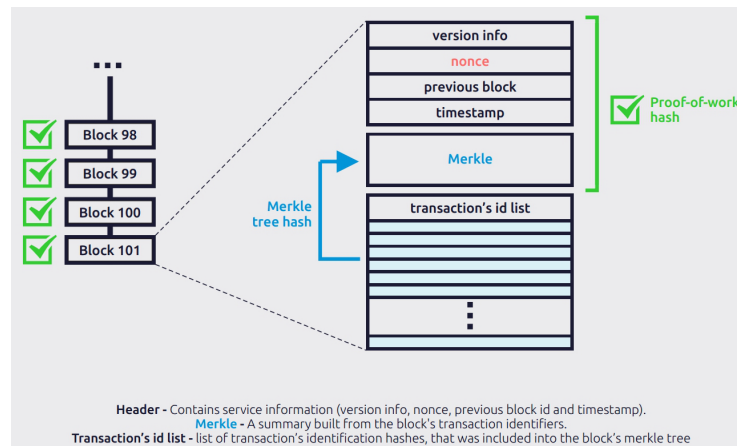 version info
nonce
previous block
timestamp
Proof-of-work
hash
Block 98
Block 99
Block 100
Block 101
Merkle
Merkle
tree hash
transaction's id list
Header - Contains service information (version info, nonce, previous block id and timestamp).
Merkle - A summary built from the block's transaction identifiers.
Transaction's id list - list of transaction's identification hashes, that was included into the block's merkle tree